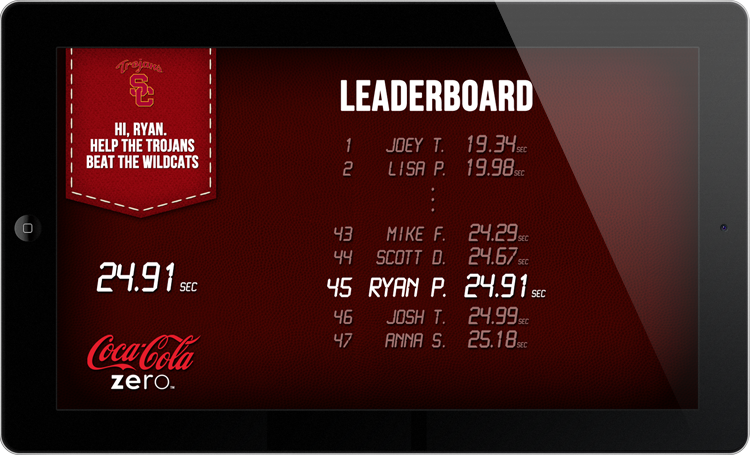 Trojans
SC
HI, RYAN.
HELP THE TROJANS
BEAT THE WILDCATS
24.91 SEC
Coca-Cola
zero™
LEADERBOARD
1 JOEY T. 19.34 SEC
2 LISA P. 19.98 SEC
43 MIKE F. 24.29 SEC
44 SCOTT D. 24.67 SEC
45 RYAN P. 24.91 SEC
46 JOSH T. 24.99 SEC
47 ANNA S. 25.18 SEC